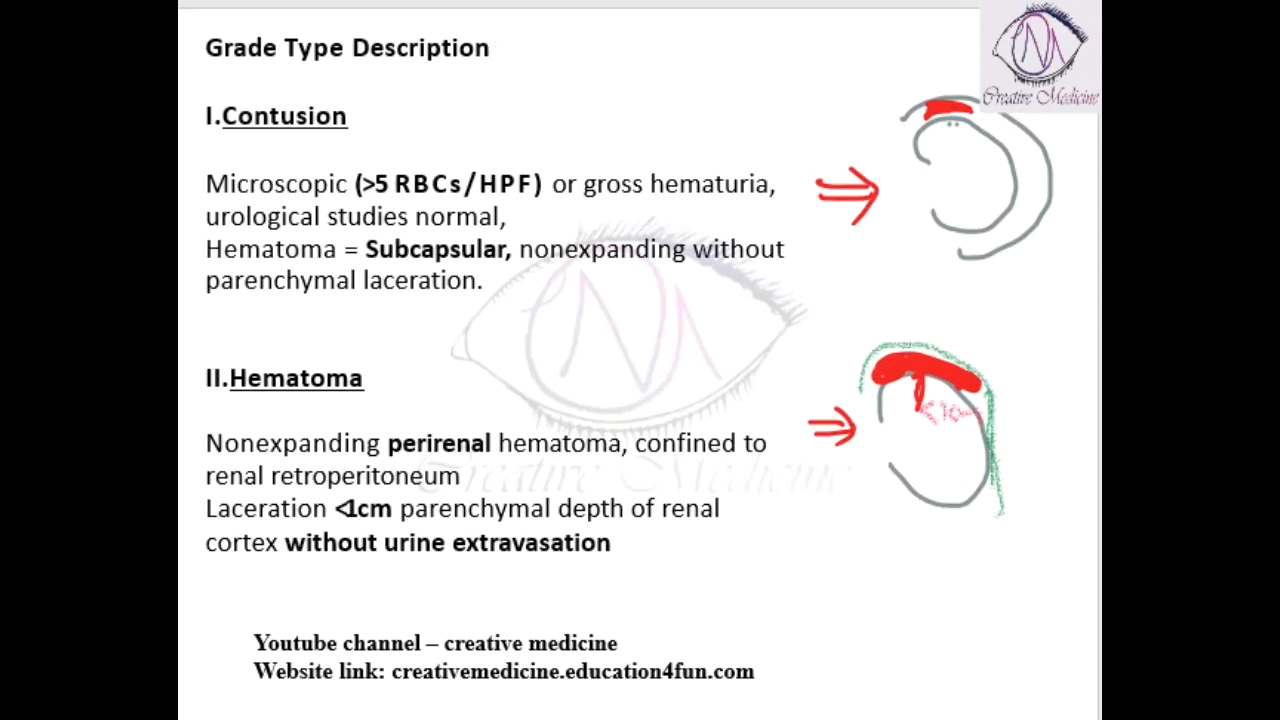 Grade Type Description
Creative Medicine
I.Contusion
Microscopic (>5 RBCs/HPF) or gross hematuria,
urological studies normal,
Hematoma = Subcapsular, nonexpanding without
parenchymal laceration.
II.Hematoma
Nonexpanding perirenal hematoma, confined to
renal retroperitoneum
Laceration <1cm parenchymal depth of renal
cortex without urine extravasation
Creative Medicine
Youtube channel – creative medicine
Website link: creativemedicine.education4fun.com